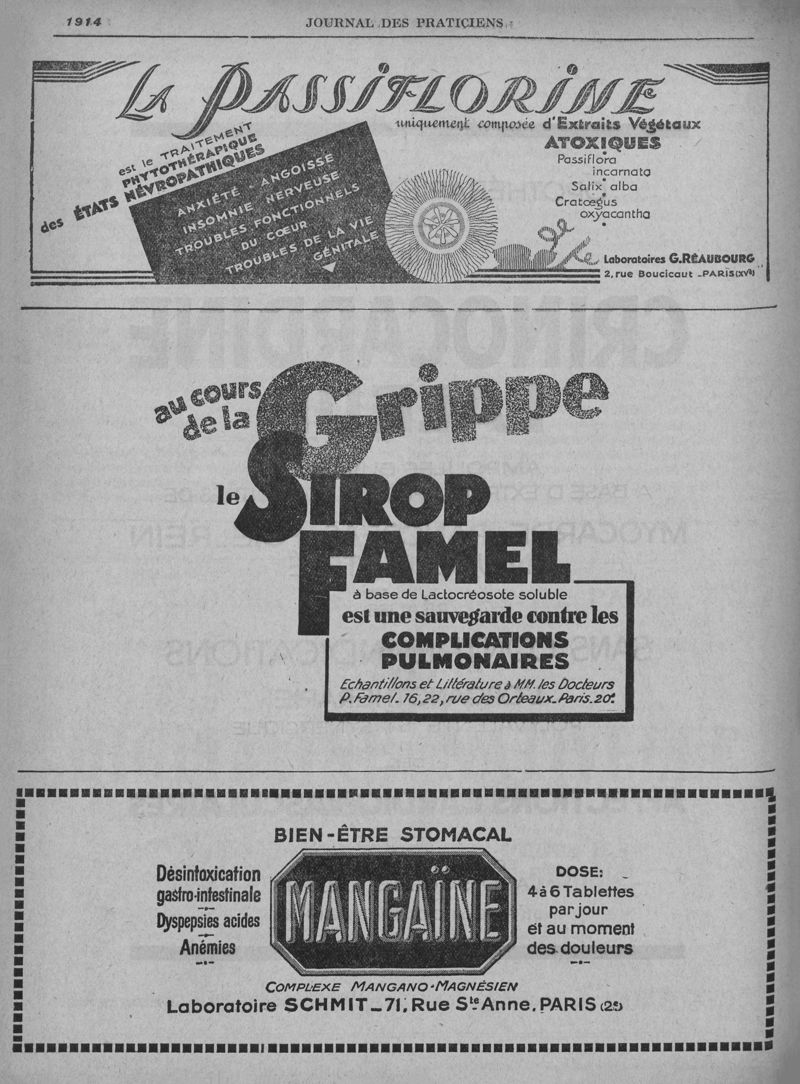 1914
JOURNAL DES PRATICIENS
LA PASSIFLORINE
uniquement composée d'Extraits Végétaux
ATOXIQUES
Passiflora
incarnata
Salix alba
Cratœgus
oxyacantha
est le TRAITEMENT
PHYTOTHÉRAPIQUE
des ÉTATS NÉVROPATHIQUES
ANXIÉTÉ - ANGOISSE
INSOMNIE NERVEUSE
TROUBLES FONCTIONNELS
DU CŒUR
TROUBLES DE LA VIE
GÉNITALE
Laboratoires G.RÉAUBOURG
2, rue Boucicaut - PARIS (XVe)
au cours
de la Grippe
le SIROP
FAMEL
à base de Lactocréosote soluble
est une sauvegarde contre les
COMPLICATIONS
PULMONAIRES
Echantillons et Littérature à MM. les Docteurs
P. Famel. 16, 22, rue des Orteaux. Paris. 20e.
BIEN-ÊTRE STOMACAL
Désintoxication
gastro-intestinale
Dyspepsies acides
Anémies
MANGAÏNE
DOSE:
4 à 6 Tablettes
par jour
et au moment
des douleurs
COMPLEXE MANGANO-MAGNÉSIEN
Laboratoire SCHMIT_71, Rue Ste Anne, PARIS (2e)